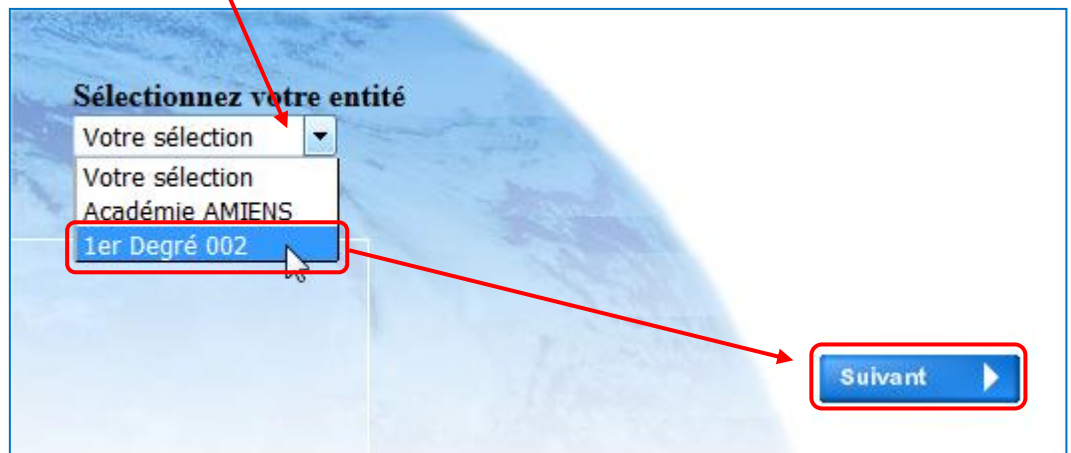 Sélectionnez votre entité
Votre sélection
Votre sélection
Académie AMIENS
1er Degré 002
Suivant